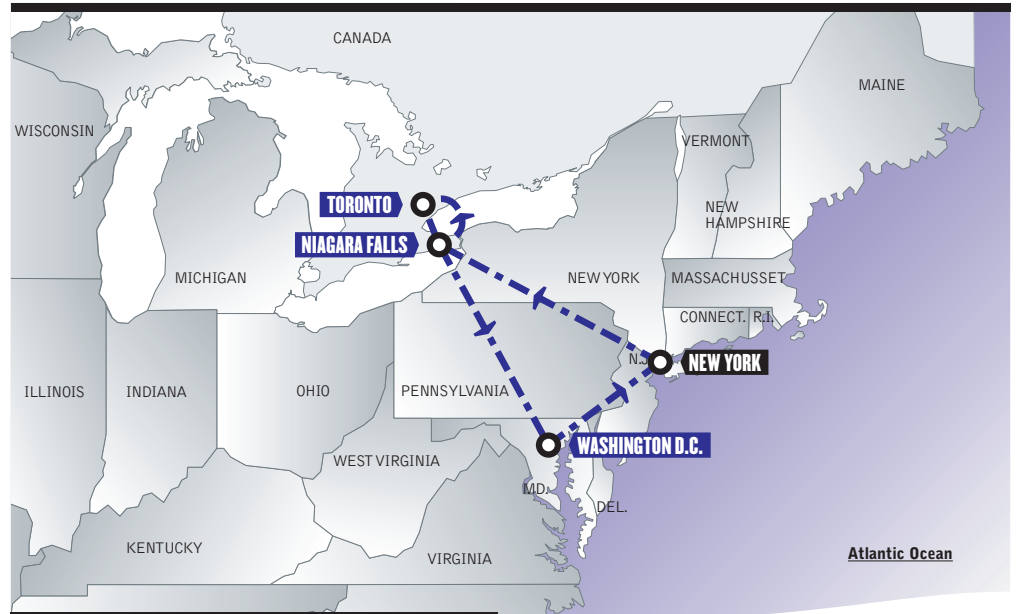 CANADA
MAINE
WISCONSIN
VERMONT
TORONTO
NEW
HAMPSHIRE
NIAGARA FALLS
MICHIGAN
NEW YORK
MASSACHUSSET
CONNECT.
R.I.
N.J.
NEW YORK
ILLINOIS
INDIANA
OHIO
PENNSYLVANIA
WASHINGTON D.C.
WEST VIRGINIA
MD.
DEL.
KENTUCKY
VIRGINIA
Atlantic Ocean